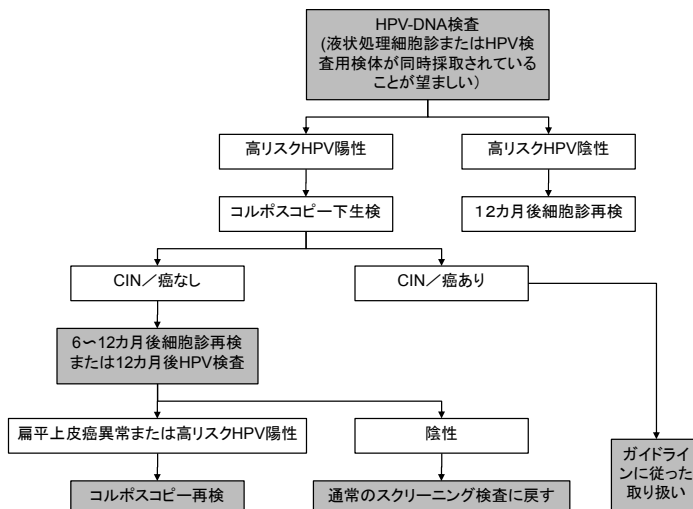 HPV-DNA検査
(液状処理細胞診またはHPV検
査用検体が同時採取されている
ことが望ましい）
高リスクHPV陽性
高リスクHPV陰性
コルポスコピー下生検
１２カ月後細胞診再検
CIN／癌なし
CIN／癌あり
6〜12カ月後細胞診再検
または12カ月後HPV検査
扁平上皮癌異常または高リスクHPV陽性
陰性
ガイドライ
ンに従った
取り扱い
コルポスコピー再検
通常のスクリーニング検査に戻す